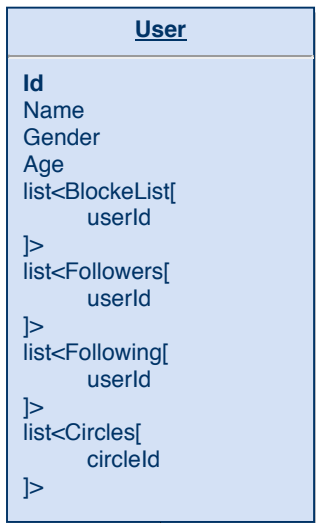 User
Id
Name
Gender
Age
list<BlockeList[
userId
]>
list<Followers[
userId
]>
list<Following[
userId
]>
list<Circles[
circleId
]>